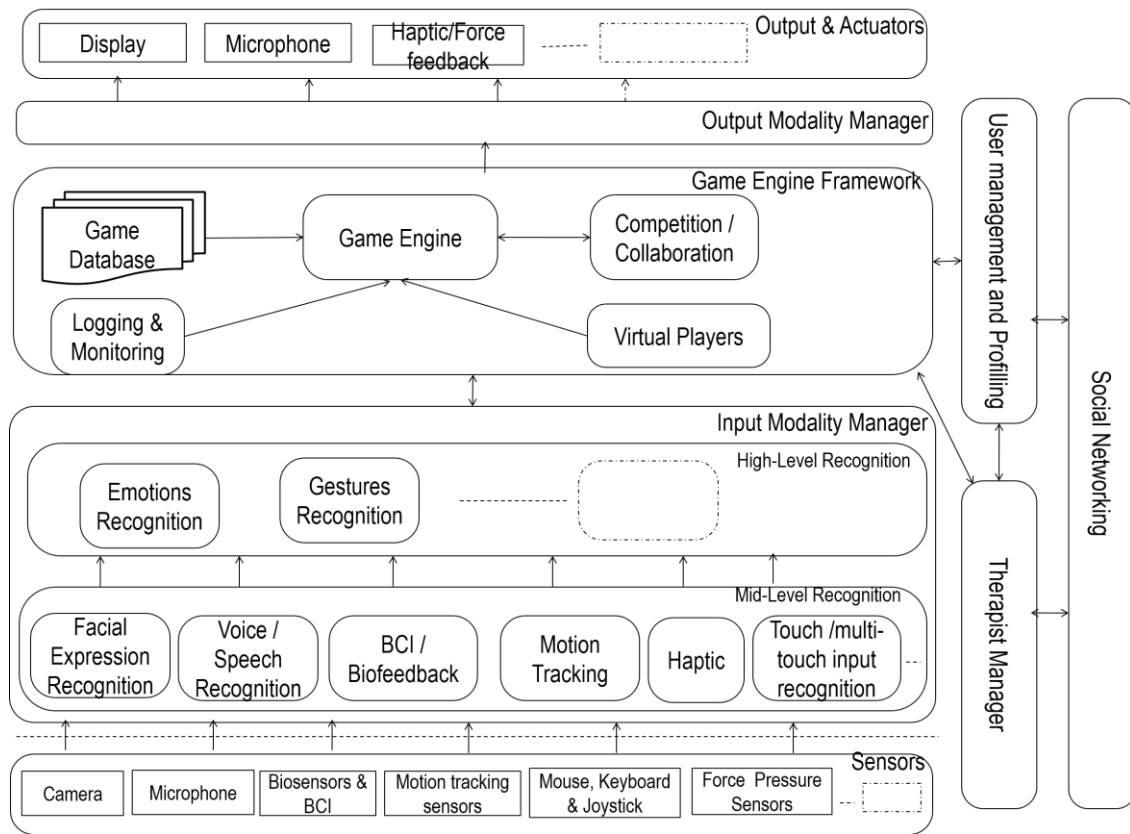 Output & Actuators
Display
Microphone
Haptic/Force
feedback
Output Modality Manager
Game Engine Framework
Game
Database
Game Engine
Competition /
Collaboration
Logging &
Monitoring
Virtual Players
Input Modality Manager
High-Level Recognition
Emotions
Recognition
Gestures
Recognition
Mid-Level Recognition
Facial
Expression
Recognition
Voice /
Speech
Recognition
BCI /
Biofeedback
Motion
Tracking
Haptic
Touch /multi-
touch input
recognition
Sensors
Camera
Microphone
Biosensors &
BCI
Motion tracking
sensors
Mouse, Keyboard
& Joystick
Force Pressure
Sensors
User management and Profilling
Therapist Manager
Social Networking